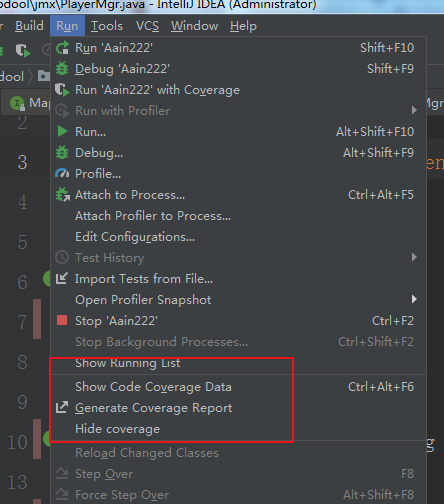 odool\jmx\PlayerMgr.java - IntelliJ IDEA (Administrator)
Build Run Tools VCS Window Help
Run 'Aain222' Shift+F10
Debug 'Aain222' Shift+F9
Run 'Aain222' with Coverage
Run with Profiler
Run... Alt+Shift+F10
Debug... Alt+Shift+F9
Profile...
Attach to Process... Ctrl+Alt+F5
Attach Profiler to Process...
Edit Configurations...
Test History
Import Tests from File...
Open Profiler Snapshot
Stop 'Aain222' Ctrl+F2
Stop Background Processes... Ctrl+Shift+F2
Show Running List
Show Code Coverage Data Ctrl+Alt+F6
Generate Coverage Report
Hide coverage
Reload Changed Classes
Step Over F8
Force Step Over Alt+Shift+F8
dool
Ma
Mgr
2
3
en
4
5
6
7
8
9
10
g
13